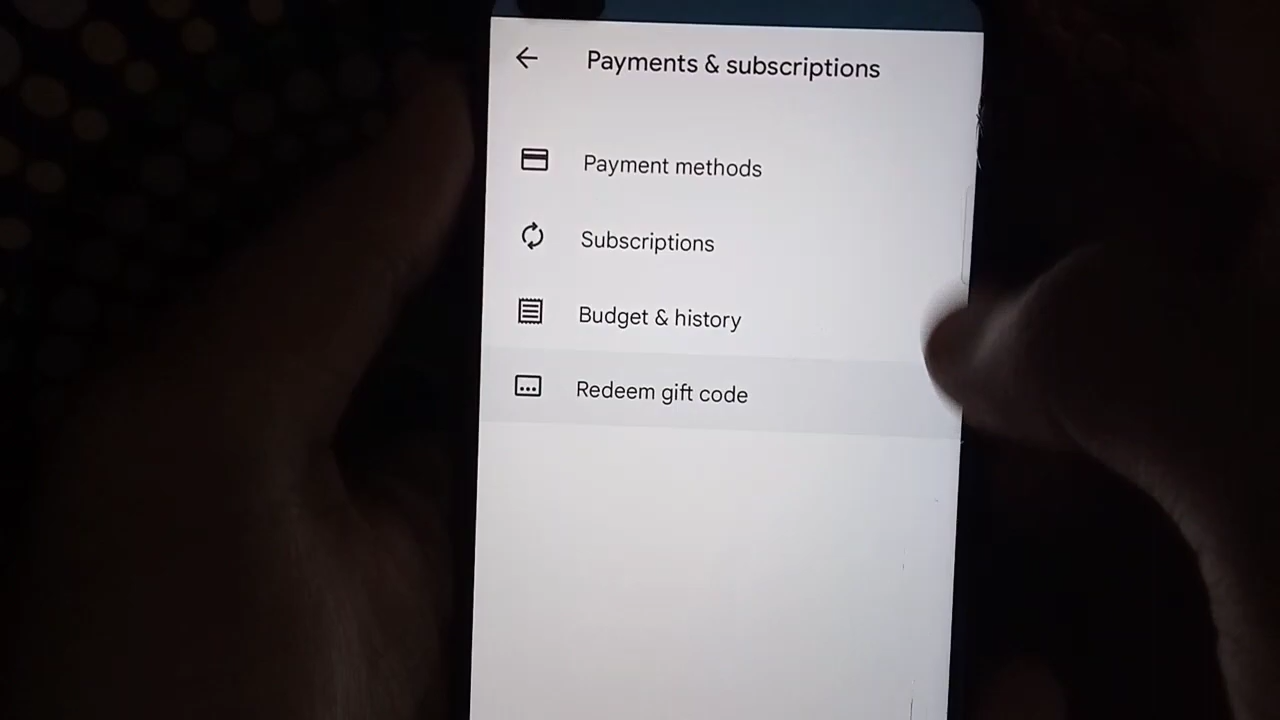 Payments & subscriptions
Payment methods
Subscriptions
Budget & history
Redeem gift code